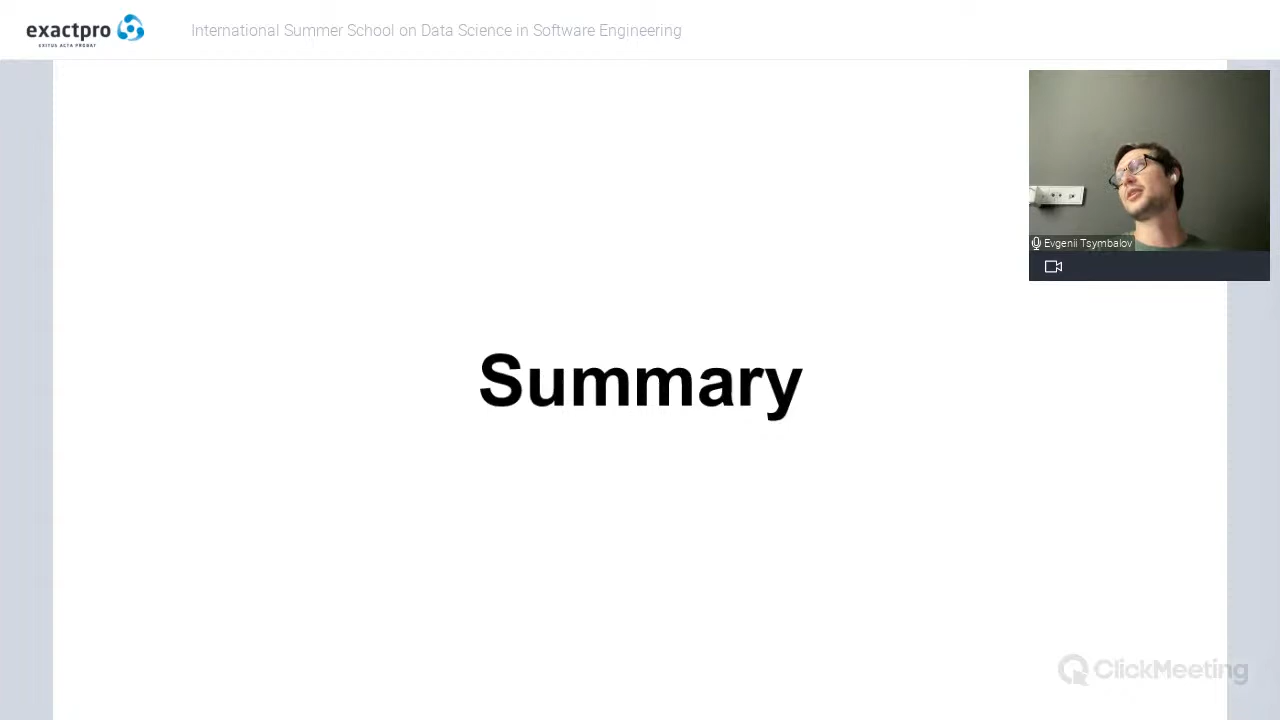 exactpro
EXITUS ACTA PROBAT
International Summer School on Data Science in Software Engineering
Evgenii Tsymbalov
Summary
ClickMeeting